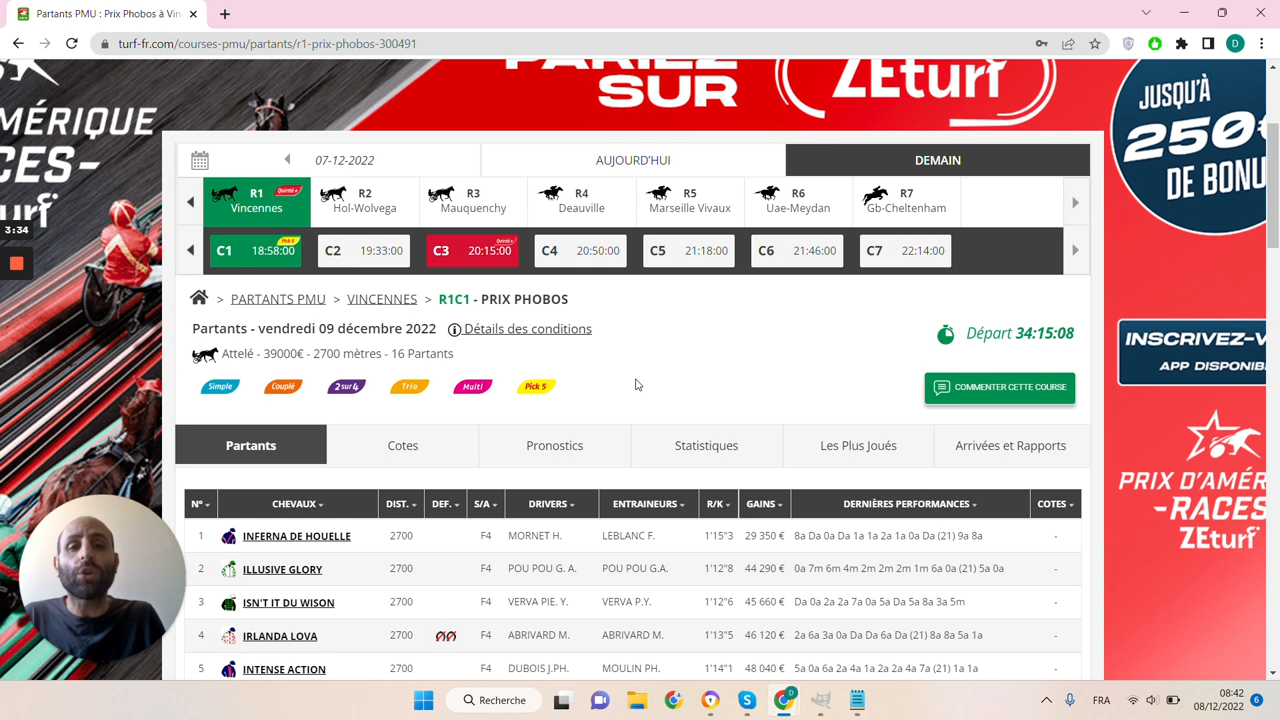 Partants PMU : Prix Phobos à Vin
turf-fr.com/courses-pmu/partants/r1-prix-phobos-300491
D
MÉRIQUE
RACES-
turf
3:34
PARIEZ
SUR
ZEturf
JUSQU'À
250€
DE BONU
INSCRIVEZ-V
APP DISPONIB
PRIX D'AMÉR
-RACES
ZEturf
07-12-2022
AUJOURD'HUI
DEMAIN
R1 Quinté+
Vincennes
R2
Hol-Wolvega
R3
Mauquenchy
R4
Deauville
R5
Marseille Vivaux
R6
Uae-Meydan
R7
Gb-Cheltenham
C1 18:58:00 Pick 5
C2 19:33:00
C3 20:15:00 Quinté+
C4 20:50:00
C5 21:18:00
C6 21:46:00
C7 22:14:00
> PARTANTS PMU > VINCENNES > R1C1 - PRIX PHOBOS
Partants - vendredi 09 décembre 2022 Détails des conditions
Départ 34:15:08
Attelé - 39000€ - 2700 mètres - 16 Partants
Simple Couplé 2 sur 4 Trio Multi Pick 5
COMMENTER CETTE COURSE
Partants Cotes Pronostics Statistiques Les Plus Joués Arrivées et Rapports
N° CHEVAUX DIST. DEF. S/A DRIVERS ENTRAINEURS R/K GAINS DERNIÈRES PERFORMANCES COTES
1 INFERNA DE HOUELLE 2700 F4 MORNET H. LEBLANC F. 1'15"3 29 350 € 8a Da 0a Da 1a 1a 2a 1a 0a Da (21) 9a 8a -
2 ILLUSIVE GLORY 2700 F4 POU POU G. A. POU POU G.A. 1'12"8 44 290 € 0a 7m 6m 4m 2m 2m 2m 1m 6a 0a (21) 5a 0a -
3 ISN'T IT DU WISON 2700 F4 VERVA PIE. Y. VERVA P.Y. 1'12"6 45 660 € Da 0a 2a 2a 7a 0a 5a Da 5a 8a 3a 5m -
4 IRLANDA LOVA 2700 F4 ABRIVARD M. ABRIVARD M. 1'13"5 46 120 € 2a 6a 3a 0a Da Da 6a Da (21) 8a 8a 5a 1a -
5 INTENSE ACTION 2700 F4 DUBOIS J.PH. MOULIN PH. 1'14"1 48 040 € 5a 0a 6a 2a 4a 1a 2a 2a 4a 7a (21) 1a 1a -
Recherche
D
FRA
08:42
08/12/2022
6